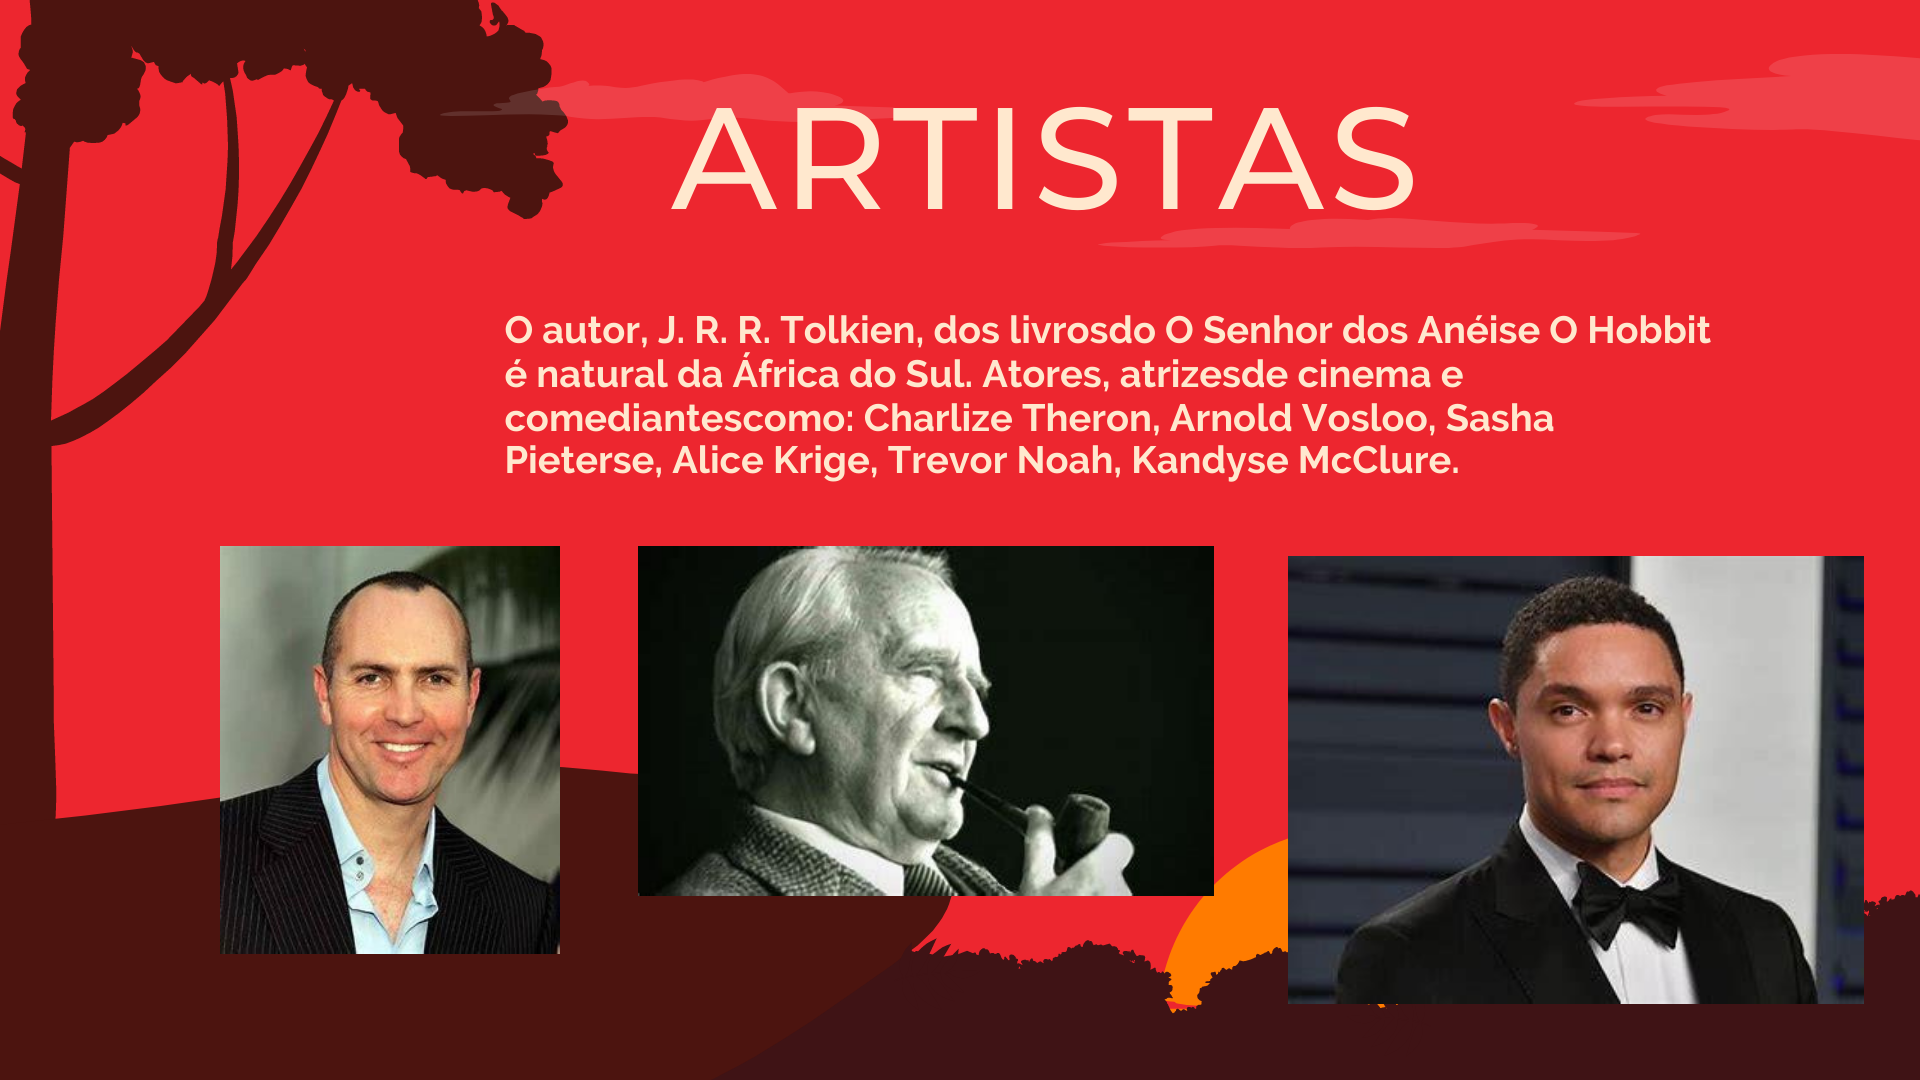 ARTISTAS
O autor, J. R. R. Tolkien, dos livrosdo O Senhor dos Anéise O Hobbit
é natural da África do Sul. Atores, atrizesde cinema e
comediantescomo: Charlize Theron, Arnold Vosloo, Sasha
Pieterse, Alice Krige, Trevor Noah, Kandyse McClure.